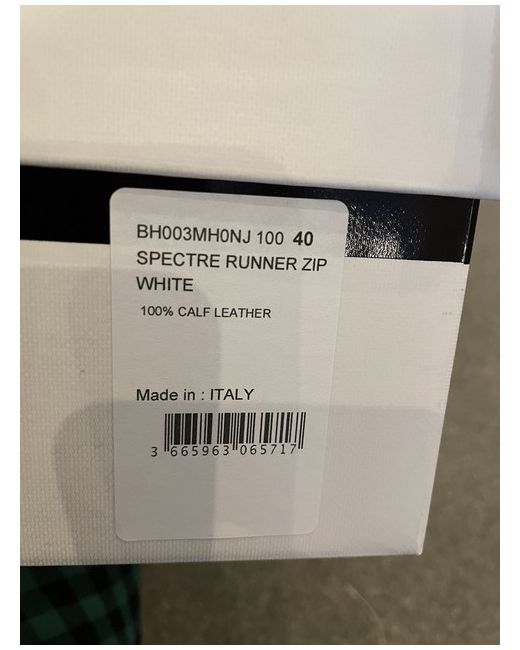 BH003MH0NJ 100 40
SPECTRE RUNNER ZIP
WHITE
100% CALF LEATHER
Made in : ITALY
3 665963 065717